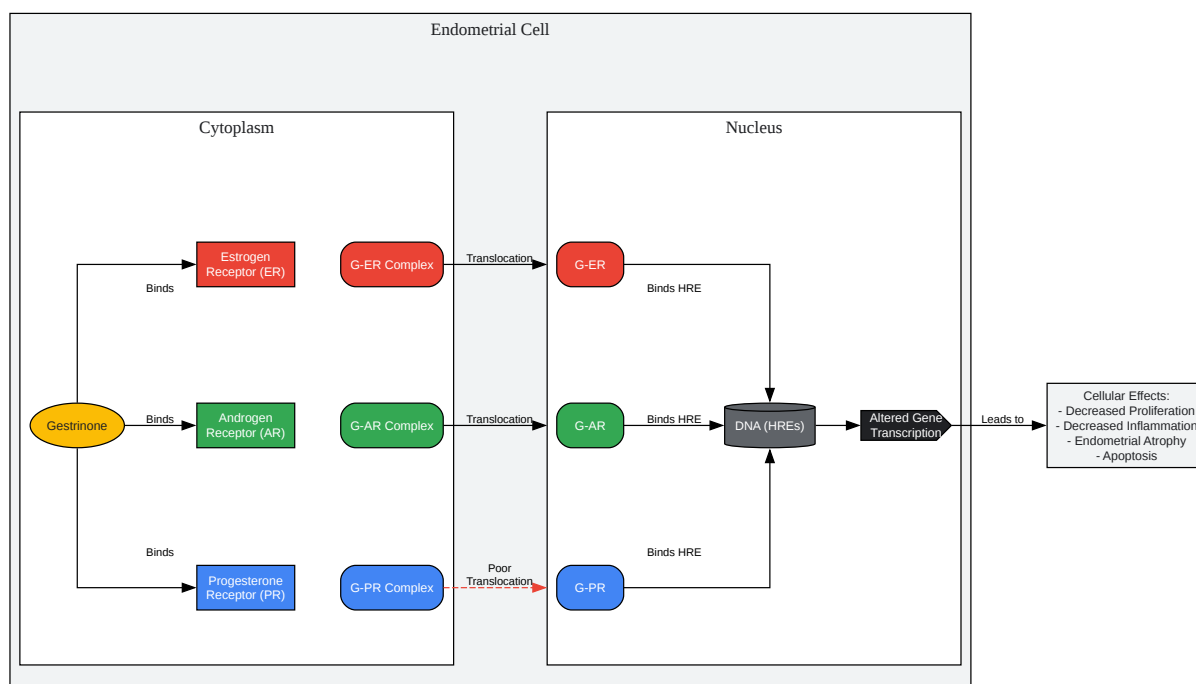 Endometrial Cell
Cytoplasm
Nucleus
Estrogen
Receptor (ER)
G-ER Complex
Translocation
G-ER
Binds
Binds HRE
Gestrinone
Binds
Androgen
Receptor (AR)
G-AR Complex
Translocation
G-AR
Binds HRE
DNA (HREs)
Altered Gene
Transcription
Leads to
Cellular Effects:
- Decreased Proliferation
- Decreased Inflammation
- Endometrial Atrophy
- Apoptosis
Binds
Progesterone
Receptor (PR)
G-PR Complex
Poor
Translocation
G-PR
Binds HRE